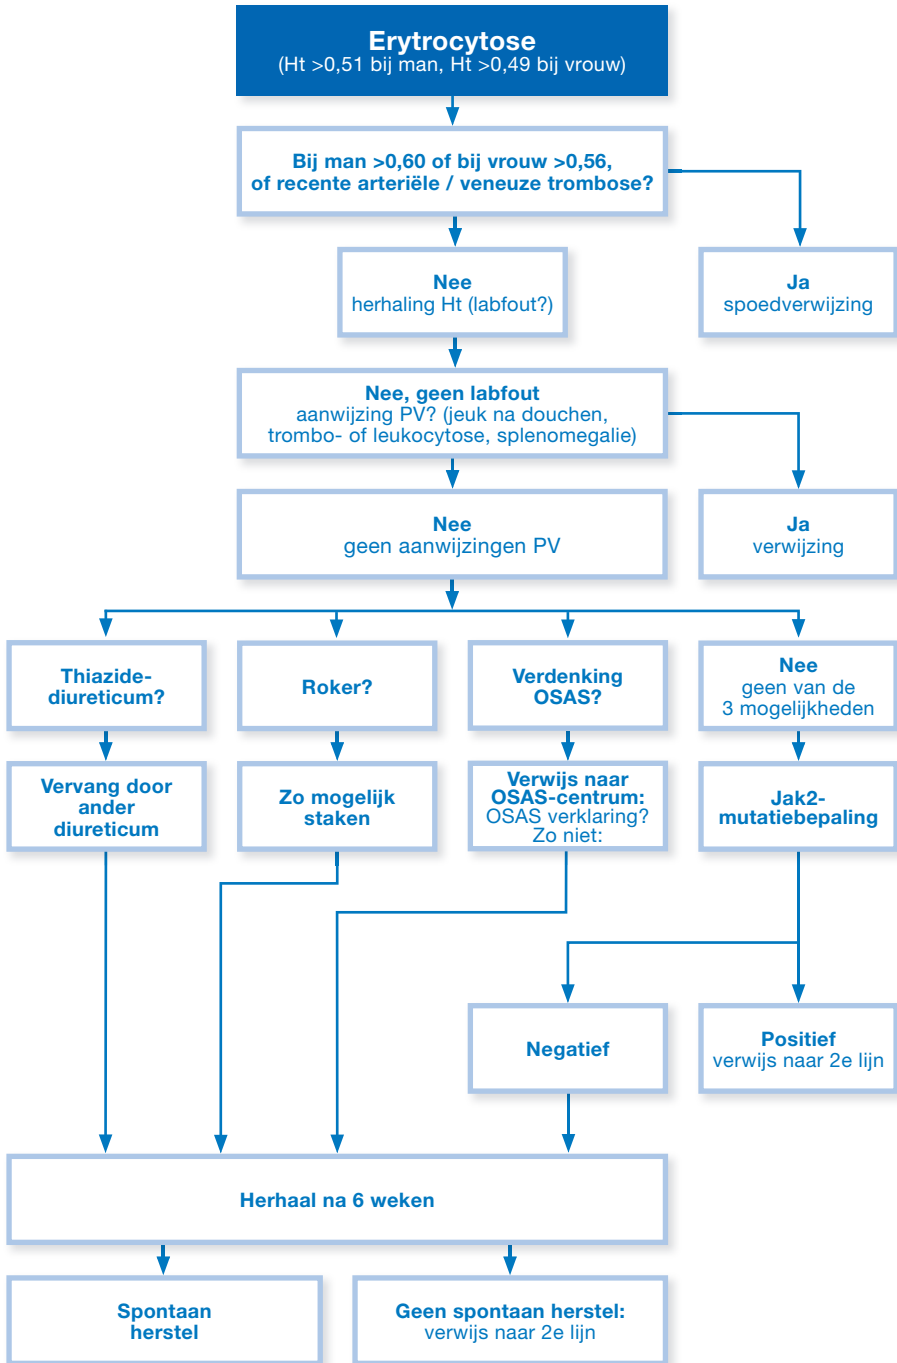 Erytrocytose
(Ht >0,51 bij man, Ht >0,49 bij vrouw)
Bij man >0,60 of bij vrouw >0,56,
of recente arteriële / veneuze trombose?
Nee
herhaling Ht (labfout?)
Ja
spoedverwijzing
Nee, geen labfout
aanwijzing PV? (jeuk na douchen,
trombo- of leukocytose, splenomegalie)
Nee
geen aanwijzingen PV
Ja
verwijzing
Thiazide-
diureticum?
Roker?
Verdenking
OSAS?
Nee
geen van de
3 mogelijkheden
Vervang door
ander
diureticum
Zo mogelijk
staken
Verwijs naar
OSAS-centrum:
OSAS verklaring?
Zo niet:
Jak2-
mutatiebepaling
Negatief
Positief
verwijs naar 2e lijn
Herhaal na 6 weken
Spontaan
herstel
Geen spontaan herstel:
verwijs naar 2e lijn